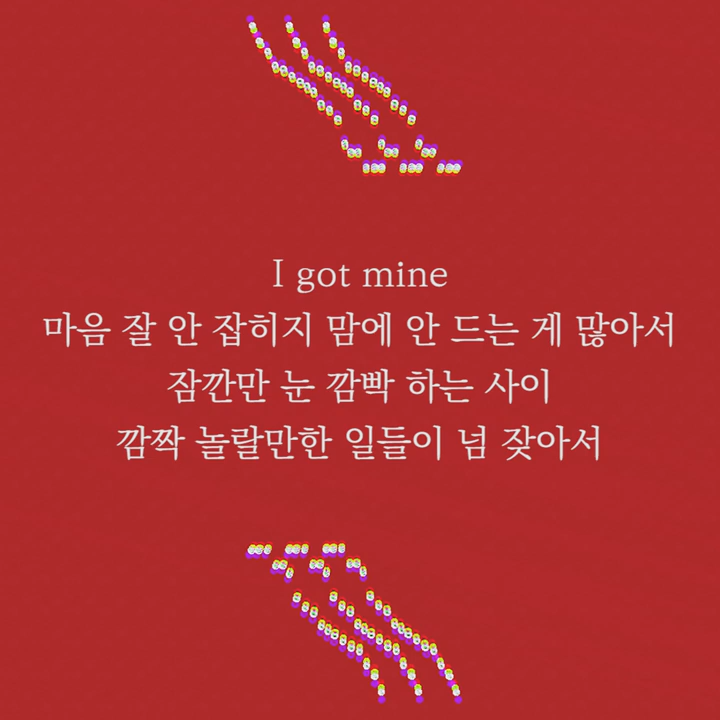 I got mine
마음 잘 안 잡히지 맘에 안 드는 게 많아서
잠깐만 눈 깜빡 하는 사이
깜짝 놀랄만한 일들이 넘 잦아서